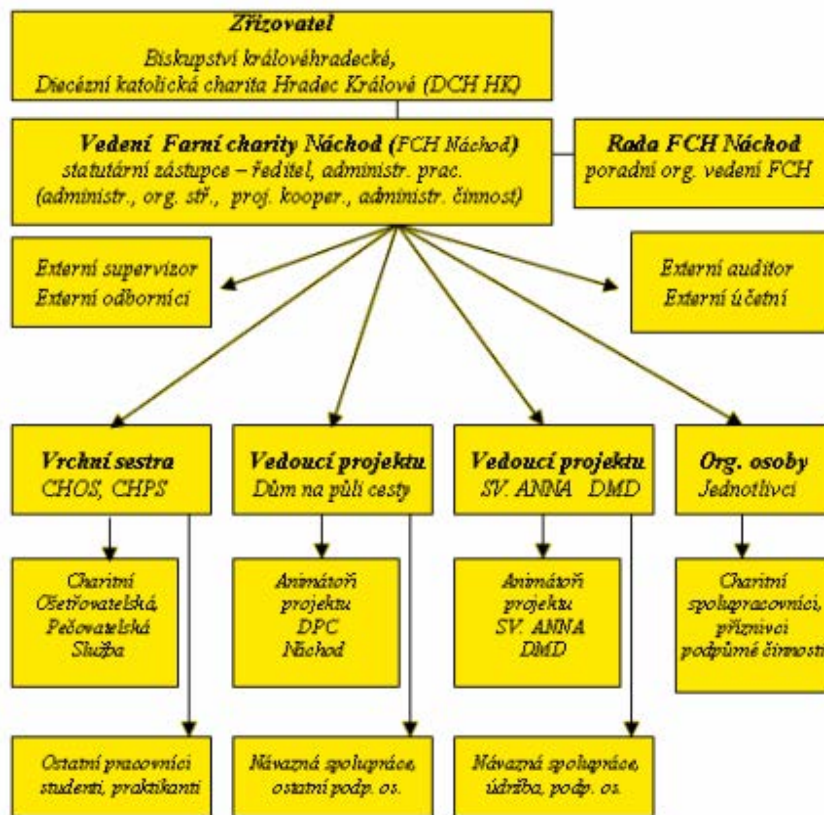 Zřizovatel
Biskupství královéhradecké,
Diecézní katolická charita Hradec Králové (DCH HK)
Vedení Farní charity Náchod (FCH Náchod)
statutární zástupce – ředitel, administr. prac.
(administr., org. stř., proj. kooper., administr. činnost)
Rada FCH Náchod
poradní org. vedení FCH
Externí supervizor
Externí odborníci
Externí auditor
Externí účetní
Vrchní sestra
CHOS, CHPS
Vedoucí projektu
Dům na půli cesty
Vedoucí projektu
SV. ANNA DMD
Org. osoby
Jednotlivci
Charitní
Ošetřovatelská,
Pečovatelská
Služba
Animátoři
projektu
DPC
Náchod
Animátoři
projektu
SV. ANNA
DMD
Charitní
spolupracovníci,
příznivci
podpůrné činnosti
Ostatní pracovníci
studenti, praktikanti
Návazná spolupráce,
ostatní podp. os.
Návazná spolupráce,
údržba, podp. os.